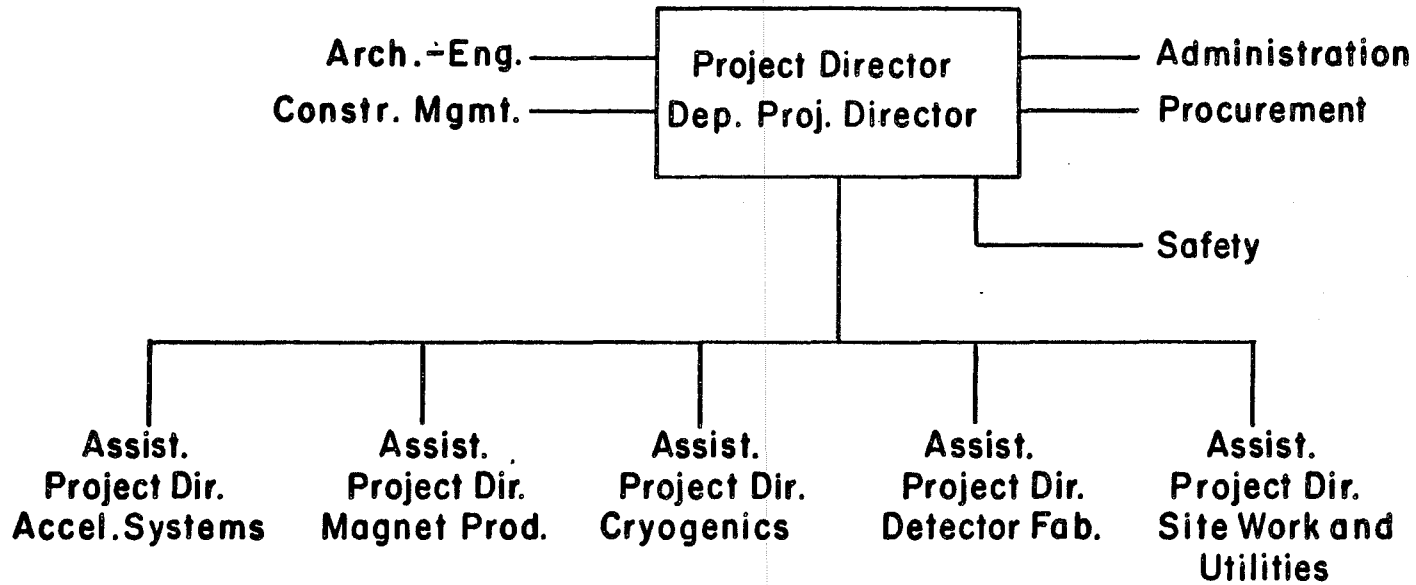 Arch.-Eng.
Constr. Mgmt.
Project Director
Dep. Proj. Director
Administration
Procurement
Safety
Assist.
Project Dir.
Accel. Systems
Assist.
Project Dir.
Magnet Prod.
Assist.
Project Dir.
Cryogenics
Assist.
Project Dir.
Detector Fab.
Assist.
Project Dir.
Site Work and
Utilities